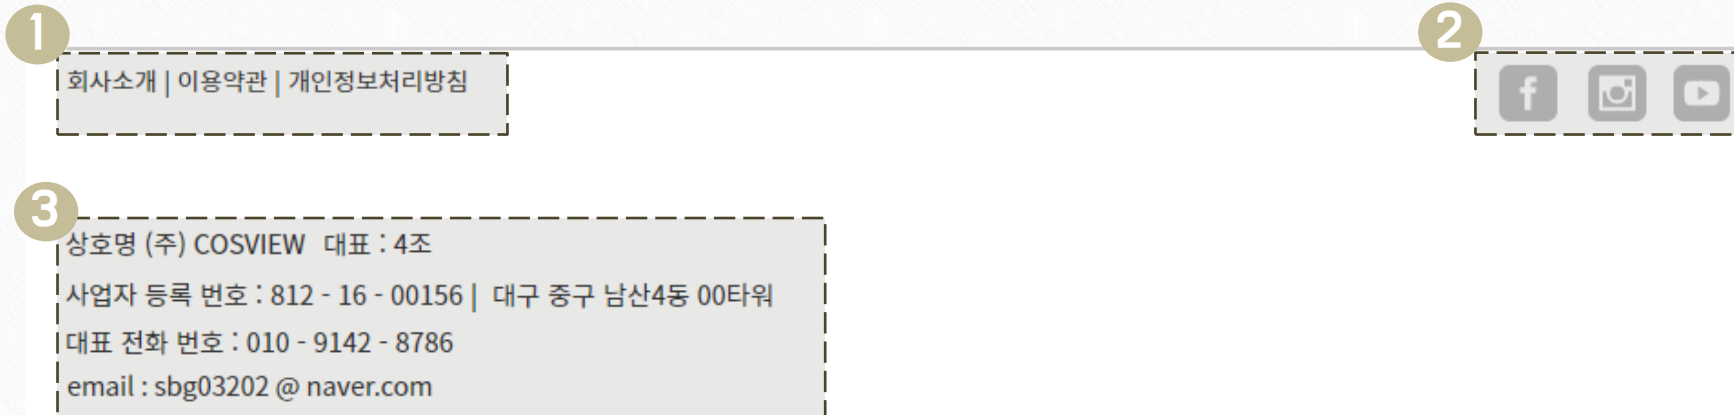 1
2
회사소개 | 이용약관 | 개인정보처리방침
f
3
상호명 (주) COSVIEW 대표 : 4조
사업자 등록 번호 : 812 - 16 - 00156 | 대구 중구 남산4동 00타워
대표 전화 번호 : 010 - 9142 - 8786
email : sbg03202 @ naver.com